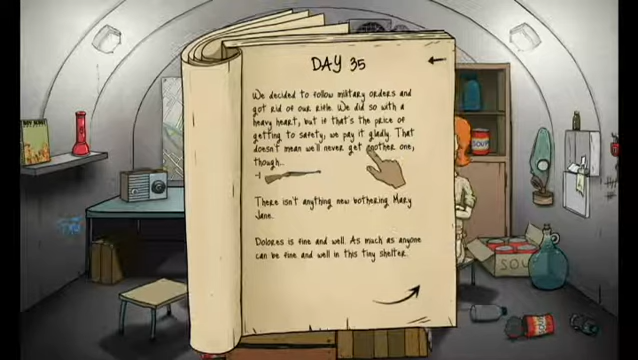 DAY 35
We decided to follow military orders and
got rid of our rifle. We did so with a
heavy heart, but if that's the price of
getting to safety, we pay it gladly. That
doesn't mean we'll never get another one,
though..
-1
There isn't anything new bothering Mary
Jane.
Dolores is fine and well. As much as anyone
can be fine and well in this tiny shelter.
SOUP
SOU